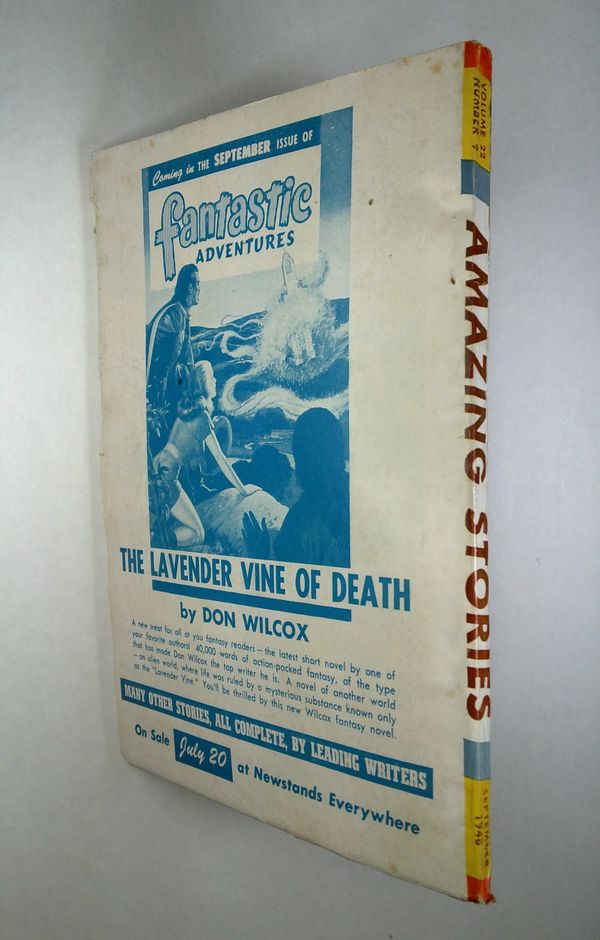 Coming in THE SEPTEMBER ISSUE OF
fantastic
ADVENTURES
THE LAVENDER VINE OF DEATH
by DON WILCOX
A new treat for all of you fantasy readers—the latest short novel by one of
your favorite authors! 40,000 words of action-packed fantasy, of the type
that has made Don Wilcox the top writer he is. A novel of another world
—an alien world, where life was ruled by a mysterious substance known only
as the "Lavender Vine." You'll be thrilled by this new Wilcox fantasy novel.
MANY OTHER STORIES, ALL COMPLETE, BY LEADING WRITERS
On Sale July 20 at Newstands Everywhere
VOLUME 22
NUMBER 7
AMAZING STORIES
SEPTEMBER
1948